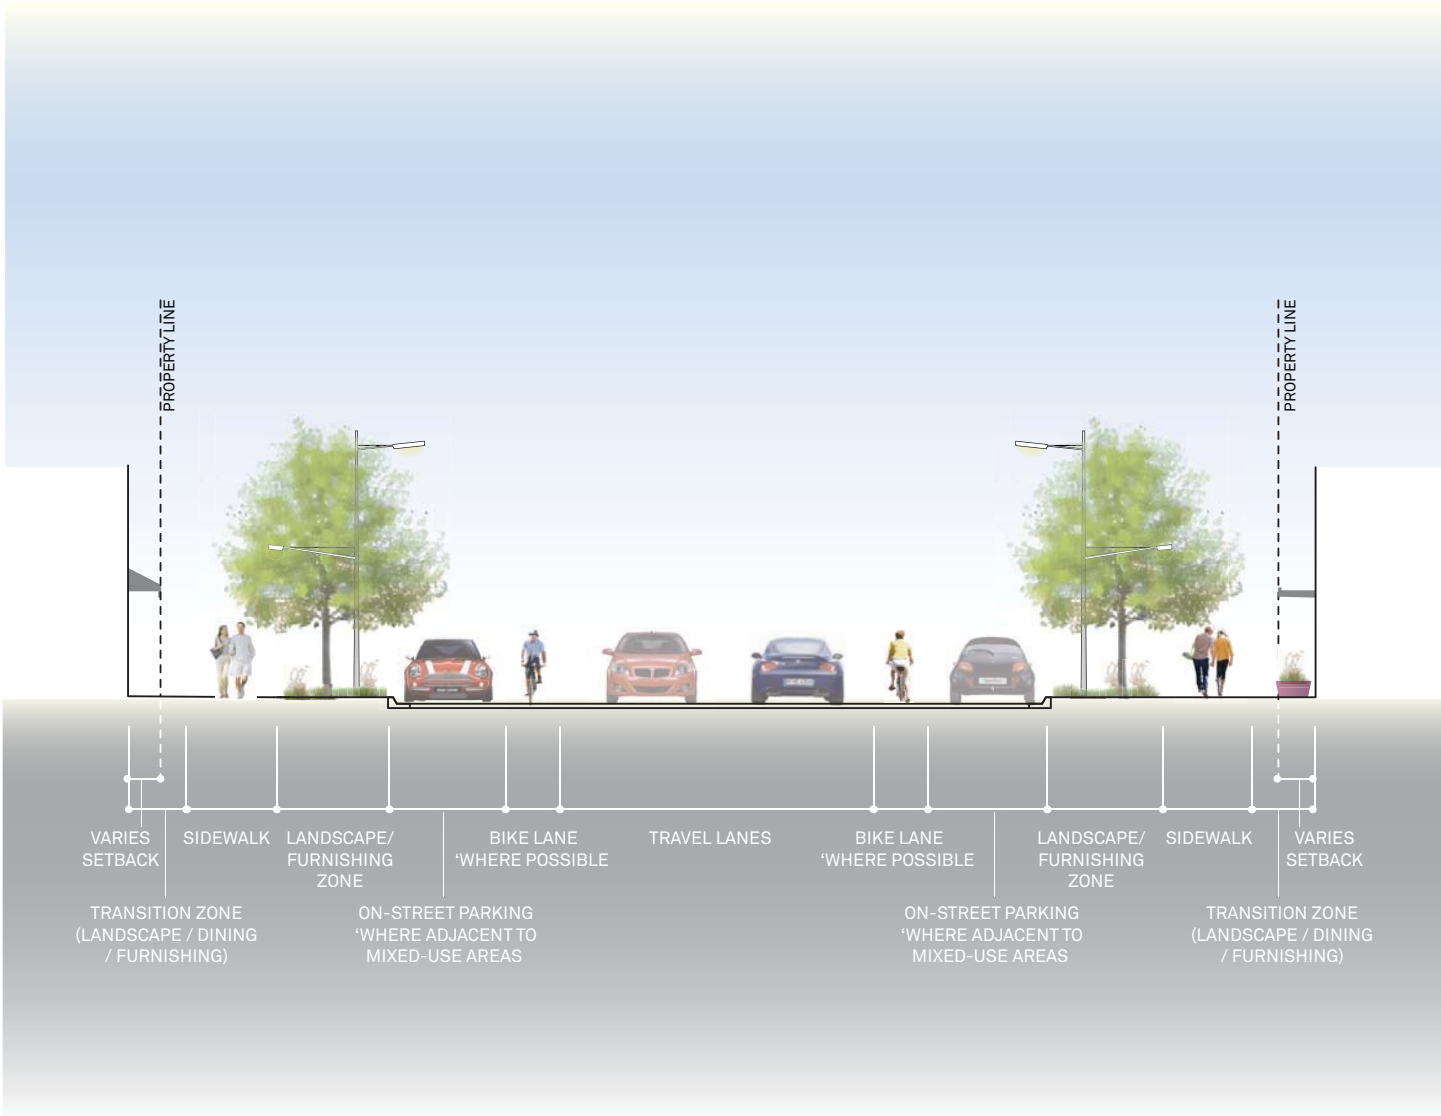 PROPERTY LINE
PROPERTY LINE
VARIES
SETBACK
SIDEWALK
LANDSCAPE/
FURNISHING
ZONE
BIKE LANE
‘WHERE POSSIBLE
TRAVEL LANES
BIKE LANE
‘WHERE POSSIBLE
LANDSCAPE/
FURNISHING
ZONE
SIDEWALK
VARIES
SETBACK
TRANSITION ZONE
(LANDSCAPE / DINING
/ FURNISHING)
ON-STREET PARKING
‘WHERE ADJACENT TO
MIXED-USE AREAS
ON-STREET PARKING
‘WHERE ADJACENT TO
MIXED-USE AREAS
TRANSITION ZONE
(LANDSCAPE / DINING
/ FURNISHING)